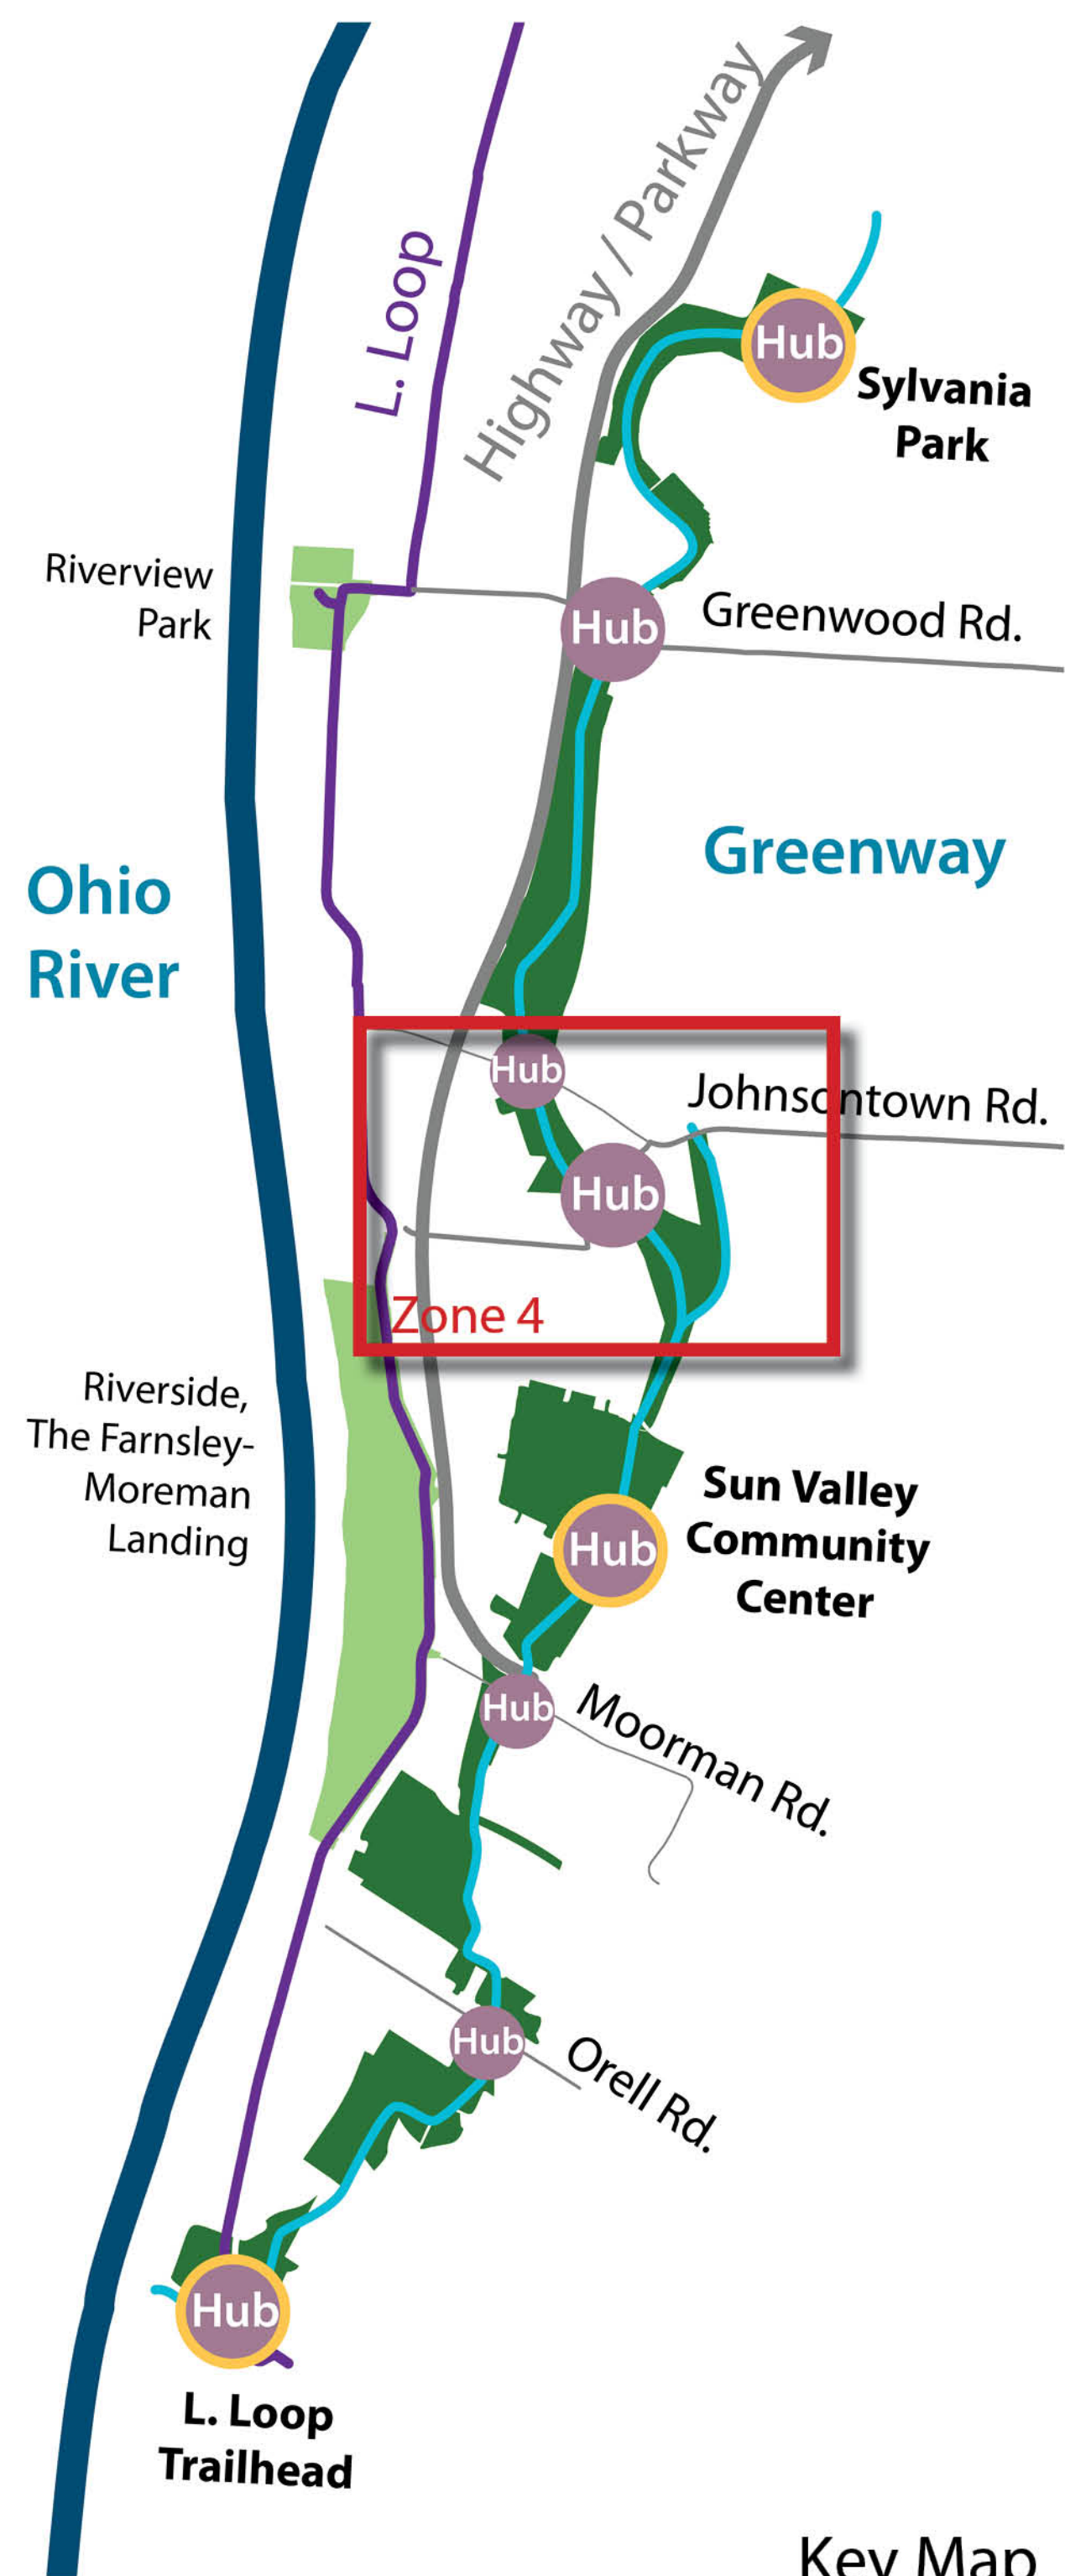 Highway / Parkway
L. Loop
Hub
Sylvania
Park
Riverview
Park
Hub
Greenwood Rd.
Greenway
Ohio
River
Hub
Johnsontown Rd.
Hub
Zone 4
Riverside,
The Farnsley-
Moreman
Landing
Sun Valley
Community
Center
Hub
Hub
Moorman Rd.
Hub
Orell Rd.
Hub
L. Loop
Trailhead
Key Map